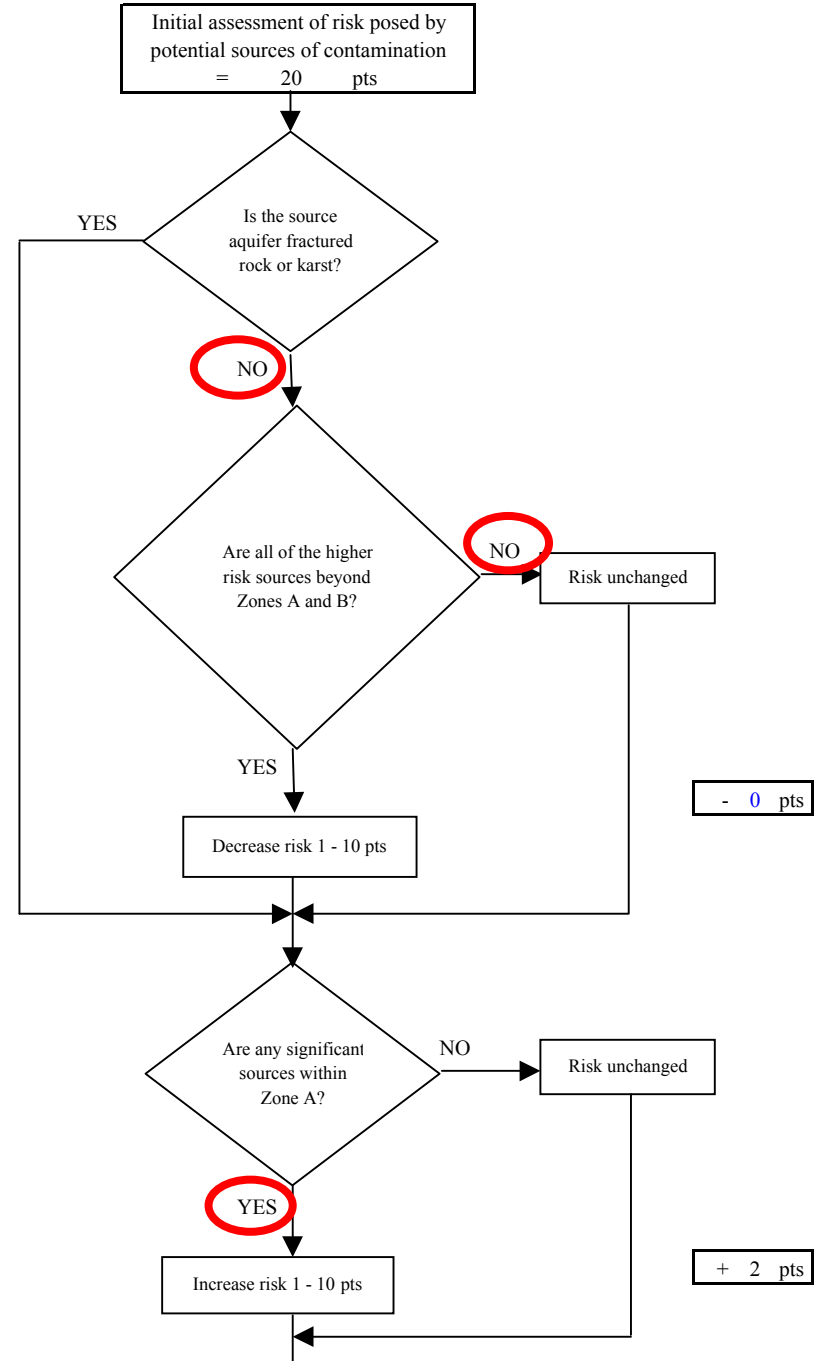 Initial assessment of risk posed by
potential sources of contamination
= 20 pts
YES
Is the source
aquifer fractured
rock or karst?
NO
Are all of the higher
risk sources beyond
Zones A and B?
NO
Risk unchanged
YES
- 0 pts
Decrease risk 1 - 10 pts
Are any significant
sources within
Zone A?
NO
Risk unchanged
YES
+ 2 pts
Increase risk 1 - 10 pts